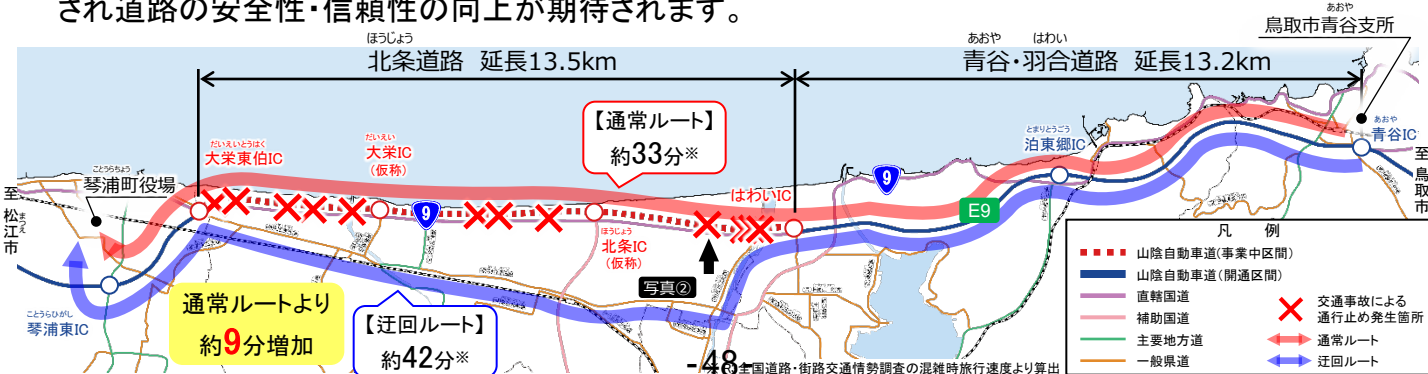 され道路の安全性・信頼性の向上が期待されます。
ほうじょう
北条道路 延長13.5km
あおや はわい
青谷・羽合道路 延長13.2km
あおや
鳥取市青谷支所
【通常ルート】
約33分※
だいえいとうはく
大栄東伯IC
だいえい
大栄IC
(仮称)
とまりとうごう
泊東郷IC
あおや
青谷IC
至
鳥取市
ことうらちょう
琴浦町役場
至
松江市
まつえ
はわいIC
9
9
E9
ほうじょう
北条IC
(仮称)
写真②
ことうらひがし
琴浦東IC
通常ルートより
約9分増加
【迂回ルート】
約42分※
凡 例
山陰自動車道(事業中区間)
山陰自動車道(開通区間)
直轄国道
補助国道
主要地方道
一般県道
交通事故による
通行止め発生箇所
通常ルート
迂回ルート
-48-
全国道路・街路交通情勢調査の混雑時旅行速度より算出